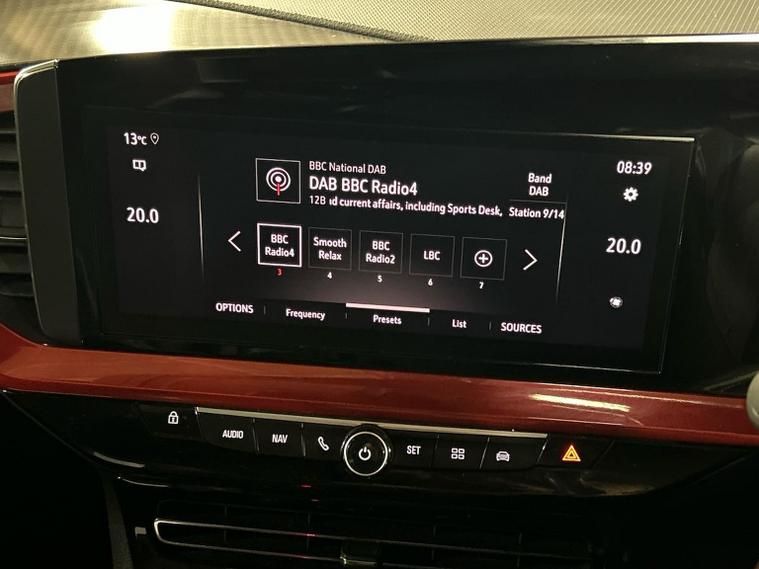 13°C
BBC National DAB
DAB BBC Radio4
12B id current affairs, including Sports Desk,
Band
DAB
Station 9/14
08:39
20.0
20.0
BBC
Radio4
3
Smooth
Relax
4
BBC
Radio2
5
LBC
6
7
OPTIONS
Frequency
Presets
List
SOURCES
AUDIO
NAV
SET